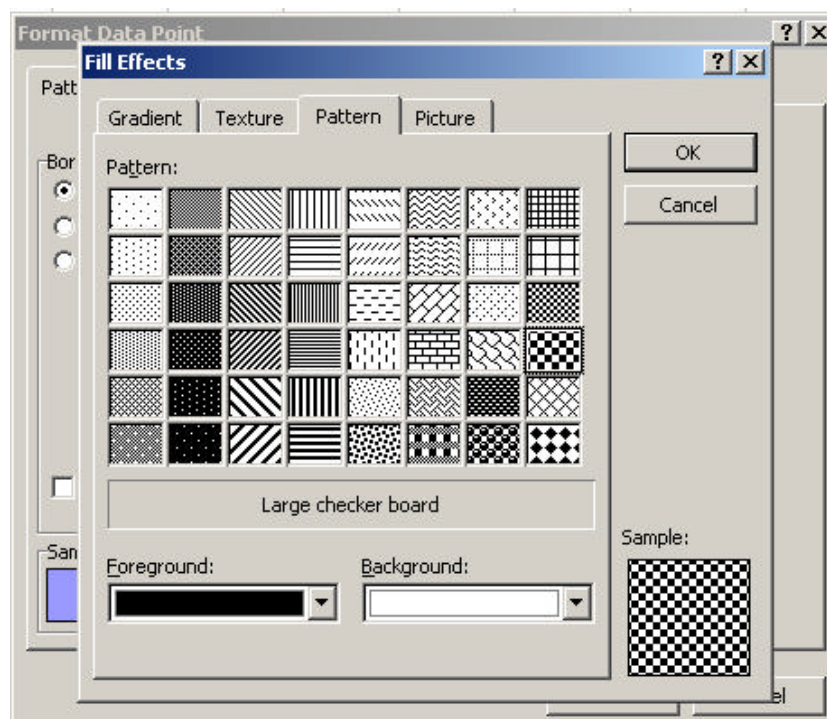 Format Data Point
Fill Effects
Patt
Gradient
Texture
Pattern
Picture
OK
Cancel
Bor
Pattern:
Large checker board
Foreground:
Background:
Sample:
San
el